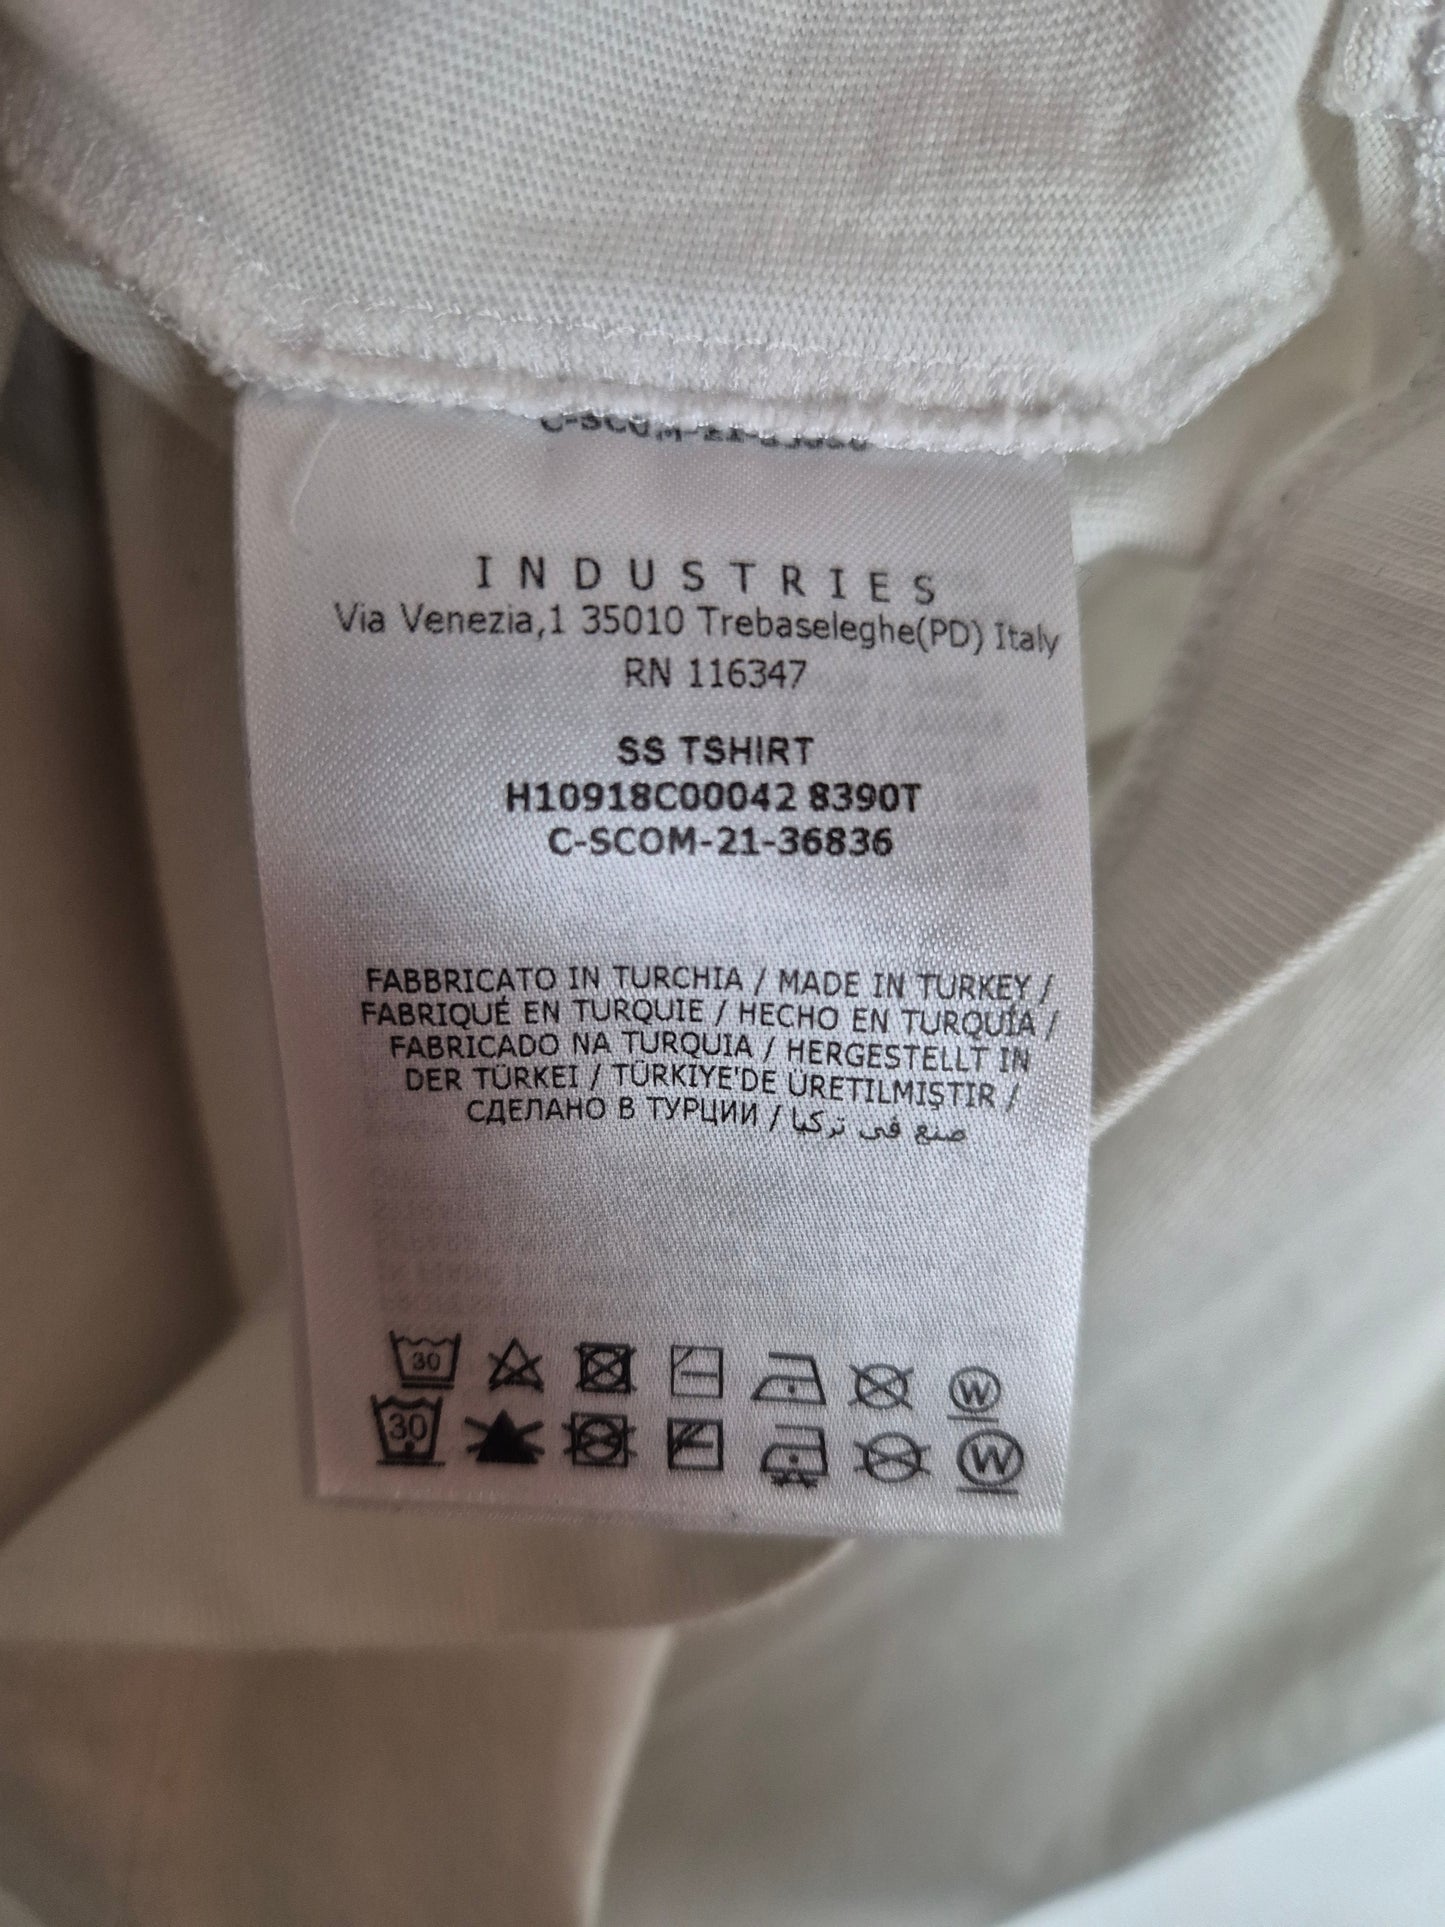 INDUSTRIES
Via Venezia,1 35010 Trebaseleghe(PD) Italy
RN 116347
SS TSHIRT
H10918C00042 8390T
C-SCOM-21-36836
FABBRICATO IN TURCHIA / MADE IN TURKEY /
FABRIQUÉ EN TURQUIE / HECHO EN TURQUÍA /
FABRICADO NA TURQUIA / HERGESTELLT IN
DER TÜRKEI / TÜRKIYE'DE ÜRETILMIŞTIR /
СДЕЛАНО В ТУРЦИИ / صنع في تركيا
30 W
30 W